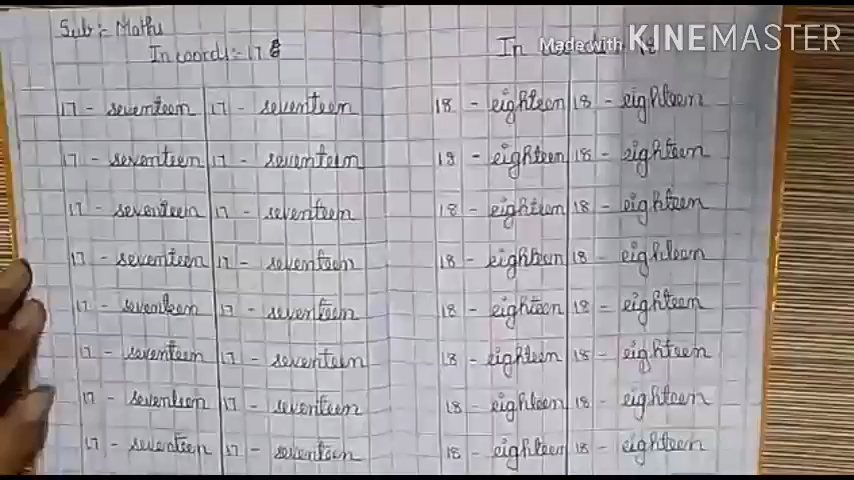 Sub:- Maths
In words:- 17
17 - seventeen 17 - seventeen
17 - seventeen 17 - seventeen
17 - seventeen 17 - seventeen
17 - seventeen 17 - seventeen
17 - seventeen 17 - seventeen
17 - seventeen 17 - seventeen
17 - seventeen 17 - seventeen
17 - seventeen 17 - seventeen
In 18
Made with KINEMASTER
18 - eighteen 18 - eighteen
18 - eighteen 18 - eighteen
18 - eighteen 18 - eighteen
18 - eighteen 18 - eighteen
18 - eighteen 18 - eighteen
18 - eighteen 18 - eighteen
18 - eighteen 18 - eighteen
18 - eighteen 18 - eighteen